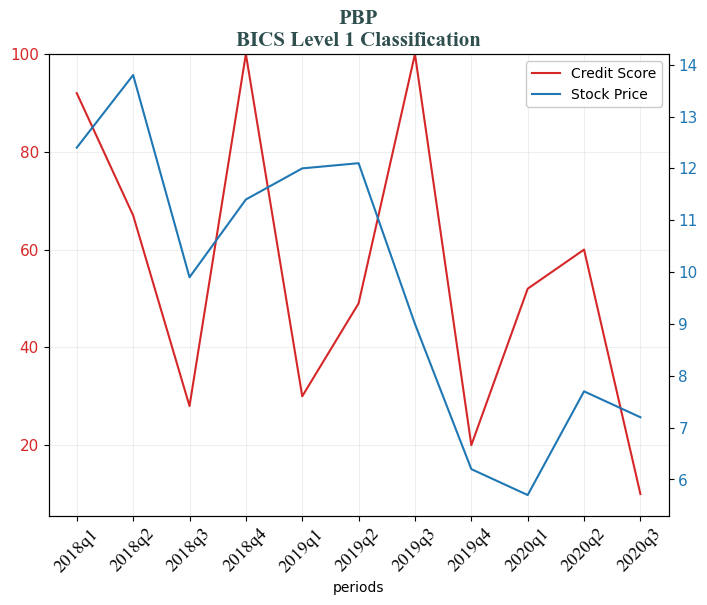 PBP
BICS Level 1 Classification
100
80
60
40
20
Credit Score
Stock Price
14
13
12
11
10
9
8
7
6
2018q1
2018q2
2018q3
2018q4
2019q1
2019q2
2019q3
2019q4
2020q1
2020q2
2020q3
periods